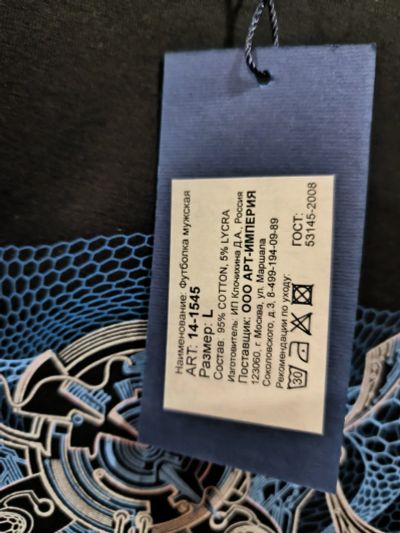 Наименование: Футболка мужская
ART: 14-1545
Размер: L
Состав: 95% COTTON, 5% LYCRA
Изготовитель ИП Клочихина Д.А., Россия
Поставщик: ООО АРТ-ИМПЕРИЯ
123060, г. Москва, ул. Маршала
Соколовского, д.3, 8-499-194-09-89
Рекомендации по уходу:
ГОСТ:
53145-2008
30